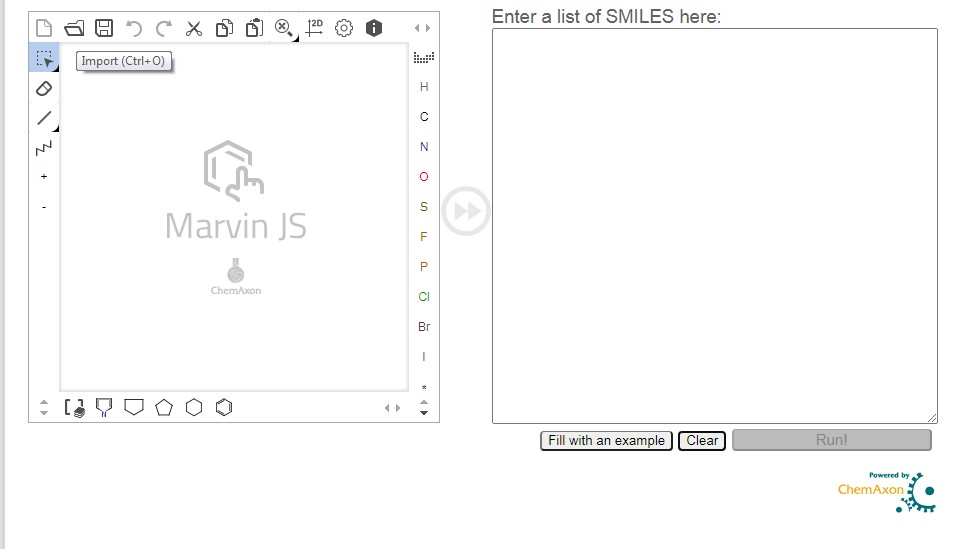 Enter a list of SMILES here:
2D
Import (Ctrl+O)
H
C
N
O
S
F
P
Cl
Br
I
*
+
-
Marvin JS
ChemAxon
N
Fill with an example
Clear
Run!
Powered by
ChemAxon